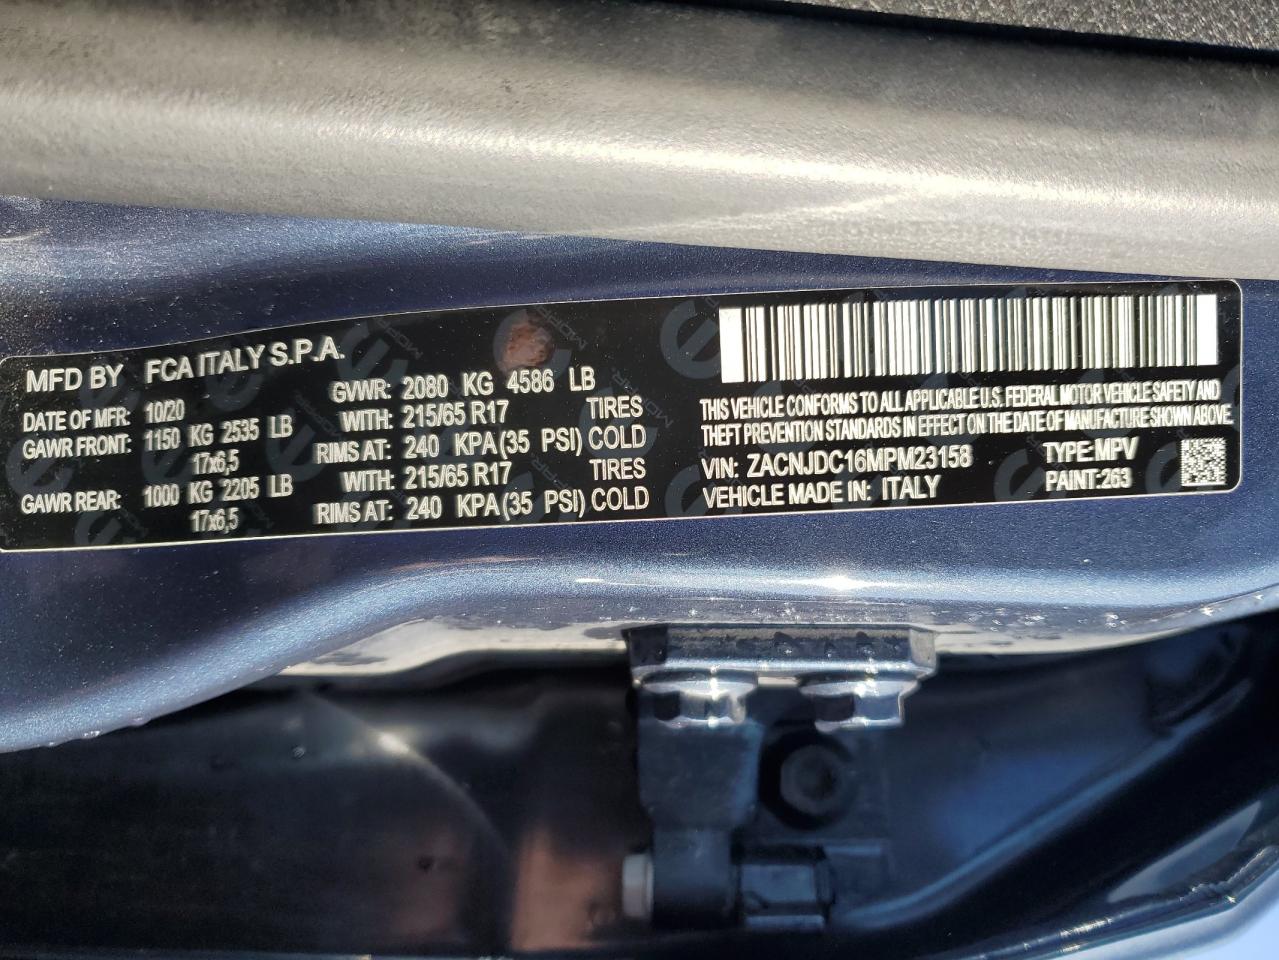 MFD BY FCA ITALY S.P.A.
DATE OF MFR: 10/20 GVWR: 2080 KG 4586 LB
GAWR FRONT: 1150 KG 2535 LB WITH: 215/65 R17 TIRES
17x6,5 RIMS AT: 240 KPA (35 PSI) COLD
GAWR REAR: 1000 KG 2205 LB WITH: 215/65 R17 TIRES
17x6,5 RIMS AT: 240 KPA (35 PSI) COLD
THIS VEHICLE CONFORMS TO ALL APPLICABLE U.S. FEDERAL MOTOR VEHICLE SAFETY AND
THEFT PREVENTION STANDARDS IN EFFECT ON THE DATE OF MANUFACTURE SHOWN ABOVE.
VIN: ZACNJDC16MPM23158 TYPE: MPV
VEHICLE MADE IN: ITALY PAINT: 263